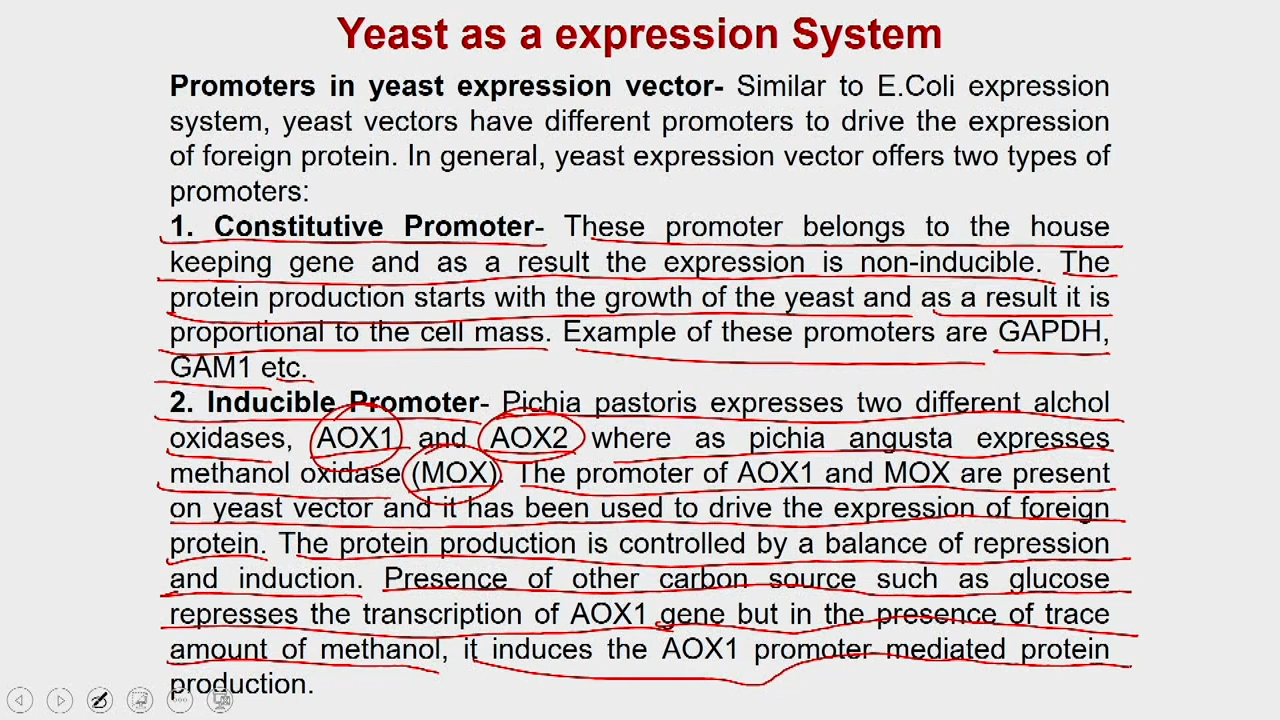 Yeast as a expression System
Promoters in yeast expression vector- Similar to E.Coli expression
system, yeast vectors have different promoters to drive the expression
of foreign protein. In general, yeast expression vector offers two types of
promoters:
1. Constitutive Promoter- These promoter belongs to the house
keeping gene and as a result the expression is non-inducible. The
protein production starts with the growth of the yeast and as a result it is
proportional to the cell mass. Example of these promoters are GAPDH,
GAM1 etc.
2. Inducible Promoter- Pichia pastoris expresses two different alchol
oxidases, AOX1 and AOX2 where as pichia angusta expresses
methanol oxidase (MOX). The promoter of AOX1 and MOX are present
on yeast vector and it has been used to drive the expression of foreign
protein. The protein production is controlled by a balance of repression
and induction. Presence of other carbon source such as glucose
represses the transcription of AOX1 gene but in the presence of trace
amount of methanol, it induces the AOX1 promoter mediated protein
production.